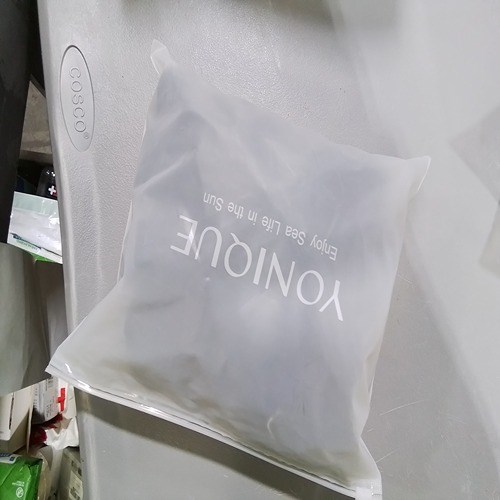 COSCO
YONIQUE
Enjoy Sea Life in the Sun